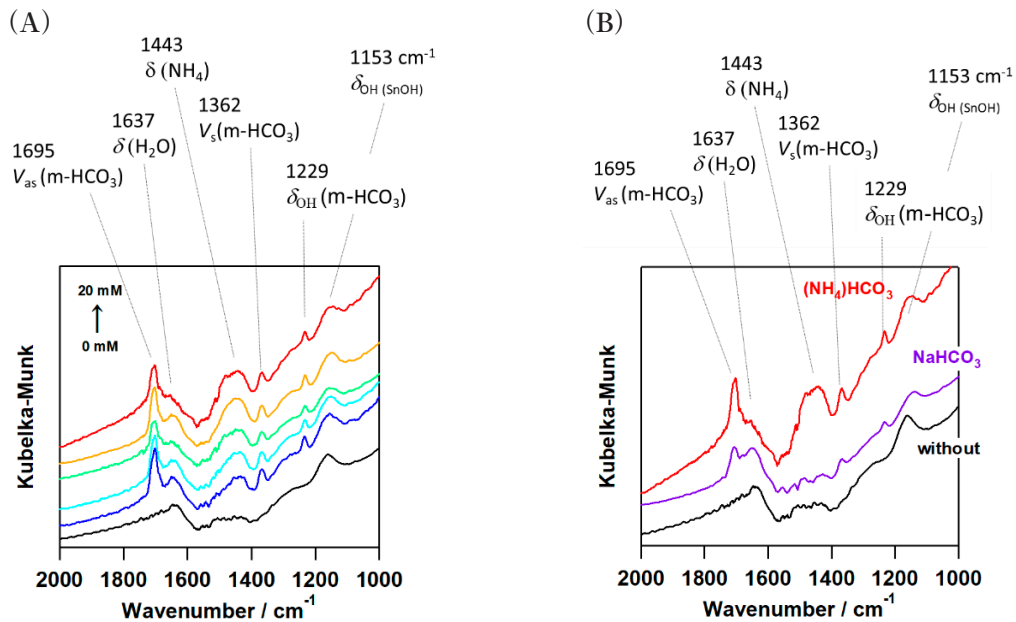 (A)
1443
δ (NH₄)
1153 cm⁻¹
δOH (SnOH)
1362
Vs(m-HCO₃)
1637
δ(H₂O)
1695
Vas (m-HCO₃)
1229
δOH (m-HCO₃)
20 mM
0 mM
Kubelka-Munk
2000 1800 1600 1400 1200 1000
Wavenumber / cm⁻¹
(B)
1443
δ (NH₄)
1153 cm⁻¹
δOH (SnOH)
1362
Vs(m-HCO₃)
1637
δ (H₂O)
1695
Vas (m-HCO₃)
1229
δOH (m-HCO₃)
(NH₄)HCO₃
NaHCO₃
without
Kubelka-Munk
2000 1800 1600 1400 1200 1000
Wavenumber / cm⁻¹